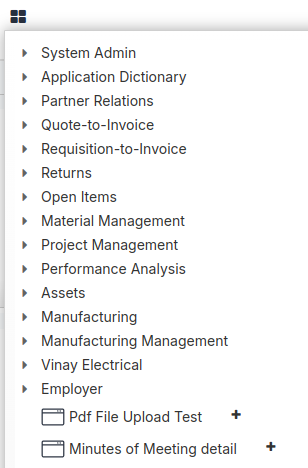 System Admin
Application Dictionary
Partner Relations
Quote-to-Invoice
Requisition-to-Invoice
Returns
Open Items
Material Management
Project Management
Performance Analysis
Assets
Manufacturing
Manufacturing Management
Vinay Electrical
Employer
Pdf File Upload Test
Minutes of Meeting detail